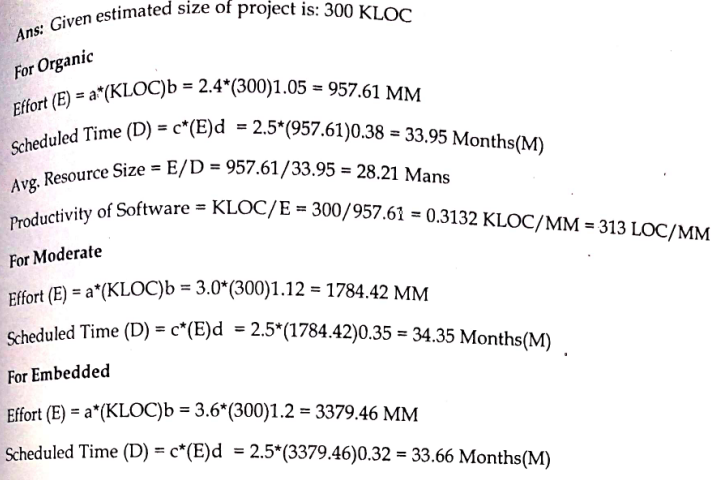 Ans: Given estimated size of project is: 300 KLOC
For Organic
Effort (E) = a*(KLOC)b = 2.4*(300)1.05 = 957.61 MM
Scheduled Time (D) = c*(E)d = 2.5*(957.61)0.38 = 33.95 Months(M)
Avg. Resource Size = E/D = 957.61/33.95 = 28.21 Mans
Productivity of Software = KLOC/E = 300/957.61 = 0.3132 KLOC/MM = 313 LOC/MM
For Moderate
Effort (E) = a*(KLOC)b = 3.0*(300)1.12 = 1784.42 MM
Scheduled Time (D) = c*(E)d = 2.5*(1784.42)0.35 = 34.35 Months(M)
For Embedded
Effort (E) = a*(KLOC)b = 3.6*(300)1.2 = 3379.46 MM
Scheduled Time (D) = c*(E)d = 2.5*(3379.46)0.32 = 33.66 Months(M)